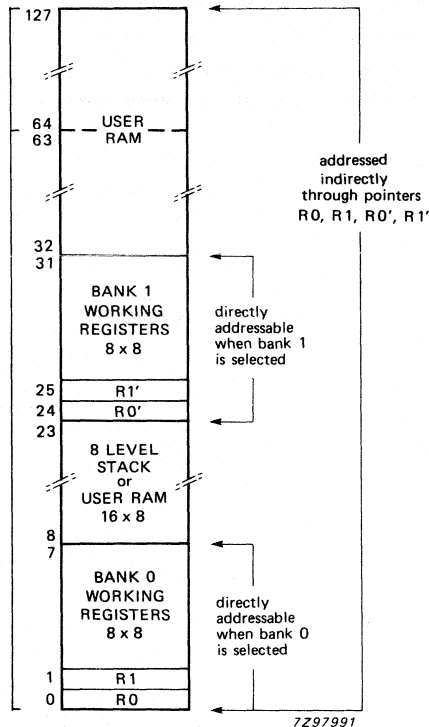 127
64
USER
RAM
63
addressed
indirectly
through pointers
R0, R1, R0', R1'
32
31
BANK 1
WORKING
REGISTERS
8 x 8
directly
addressable
when bank 1
is selected
25
R1'
24
R0'
23
8 LEVEL
STACK
or
USER RAM
16 x 8
8
7
BANK 0
WORKING
REGISTERS
8 x 8
directly
addressable
when bank 0
is selected
1
R1
0
R0
7Z97991